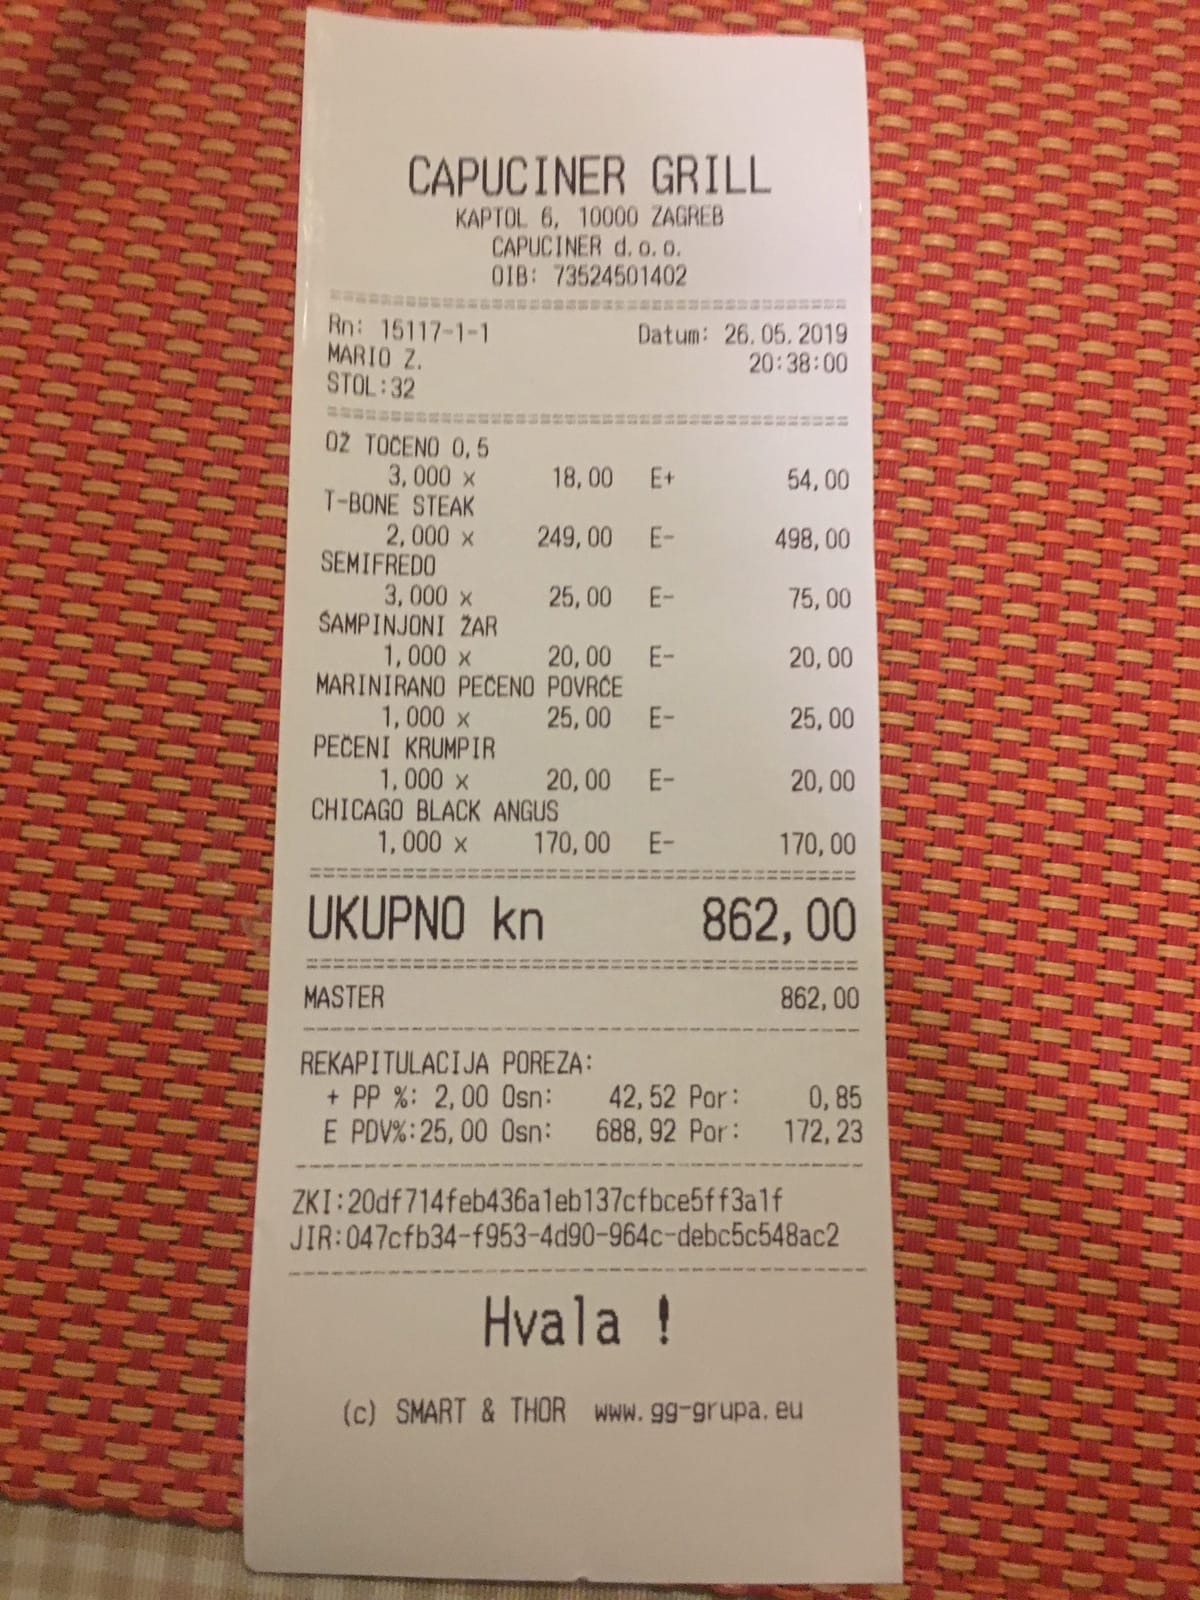 CAPUCINER GRILL
KAPTOL 6, 10000 ZAGREB
CAPUCINER d.o.o.
OIB: 73524501402
Rn: 15117-1-1 Datum: 26.05.2019
MARIO Z. 20:38:00
STOL:32
OŽ TOČENO 0,5
3,000 x 18,00 E+ 54,00
T-BONE STEAK
2,000 x 249,00 E- 498,00
SEMIFREDO
3,000 x 25,00 E- 75,00
ŠAMPINJONI ŽAR
1,000 x 20,00 E- 20,00
MARINIRANO PEČENO POVRĆE
1,000 x 25,00 E- 25,00
PEČENI KRUMPIR
1,000 x 20,00 E- 20,00
CHICAGO BLACK ANGUS
1,000 x 170,00 E- 170,00
UKUPNO kn 862,00
MASTER 862,00
REKAPITULACIJA POREZA:
+ PP %: 2,00 Osn: 42,52 Por: 0,85
E PDV%:25,00 Osn: 688,92 Por: 172,23
ZKI:20df714feb436a1eb137cfbce5ff3a1f
JIR:047cfb34-f953-4d90-964c-debc5c548ac2
Hvala !
(c) SMART & THOR www.gg-grupa.eu